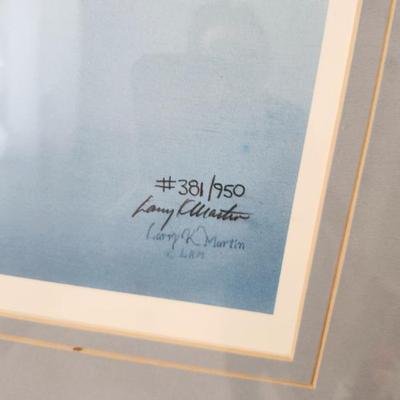 #381/950
Larry K Martin
Larry K. Martin
© LKM